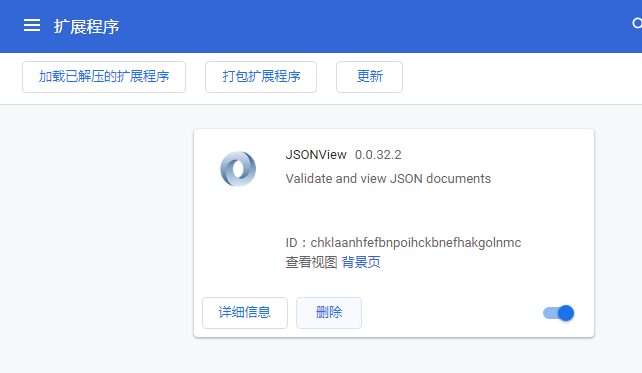 扩展程序
加载已解压的扩展程序 打包扩展程序 更新
JSONView 0.0.32.2
Validate and view JSON documents
ID：chklaanhfefbnpoihckbnefhakgolnmc
查看视图 背景页
详细信息 删除